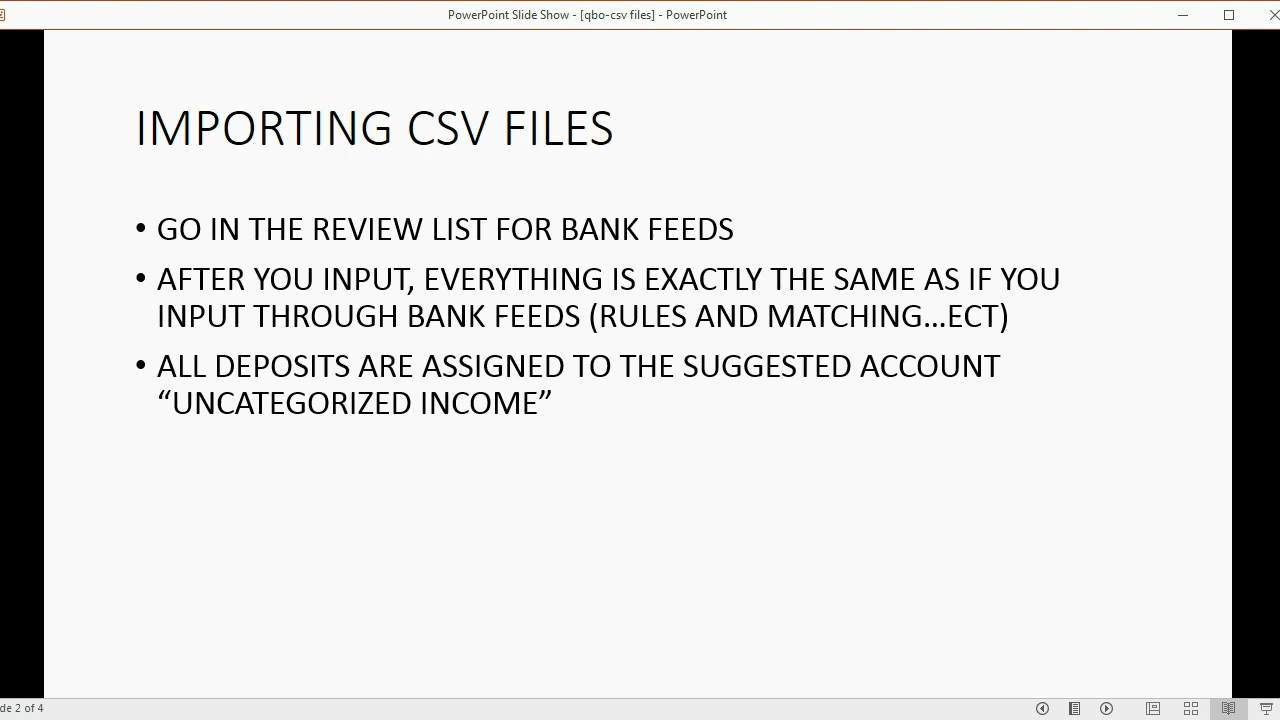 PowerPoint Slide Show - [qbo-csv files] - PowerPoint
IMPORTING CSV FILES
• GO IN THE REVIEW LIST FOR BANK FEEDS
• AFTER YOU INPUT, EVERYTHING IS EXACTLY THE SAME AS IF YOU
INPUT THROUGH BANK FEEDS (RULES AND MATCHING…ECT)
• ALL DEPOSITS ARE ASSIGNED TO THE SUGGESTED ACCOUNT
“UNCATEGORIZED INCOME”
de 2 of 4